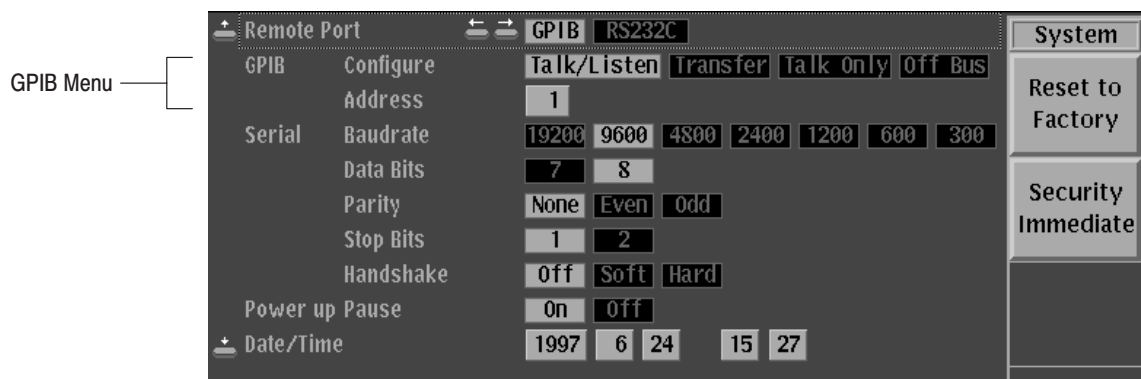 Remote Port GPIB RS232C
GPIB Menu
GPIB Configure Talk/Listen Transfer Talk Only Off Bus
Address 1
Serial Baudrate 19200 9600 4800 2400 1200 600 300
Data Bits 7 8
Parity None Even Odd
Stop Bits 1 2
Handshake Off Soft Hard
Power up Pause On Off
Date/Time 1997 6 24 15 27
System
Reset to
Factory
Security
Immediate